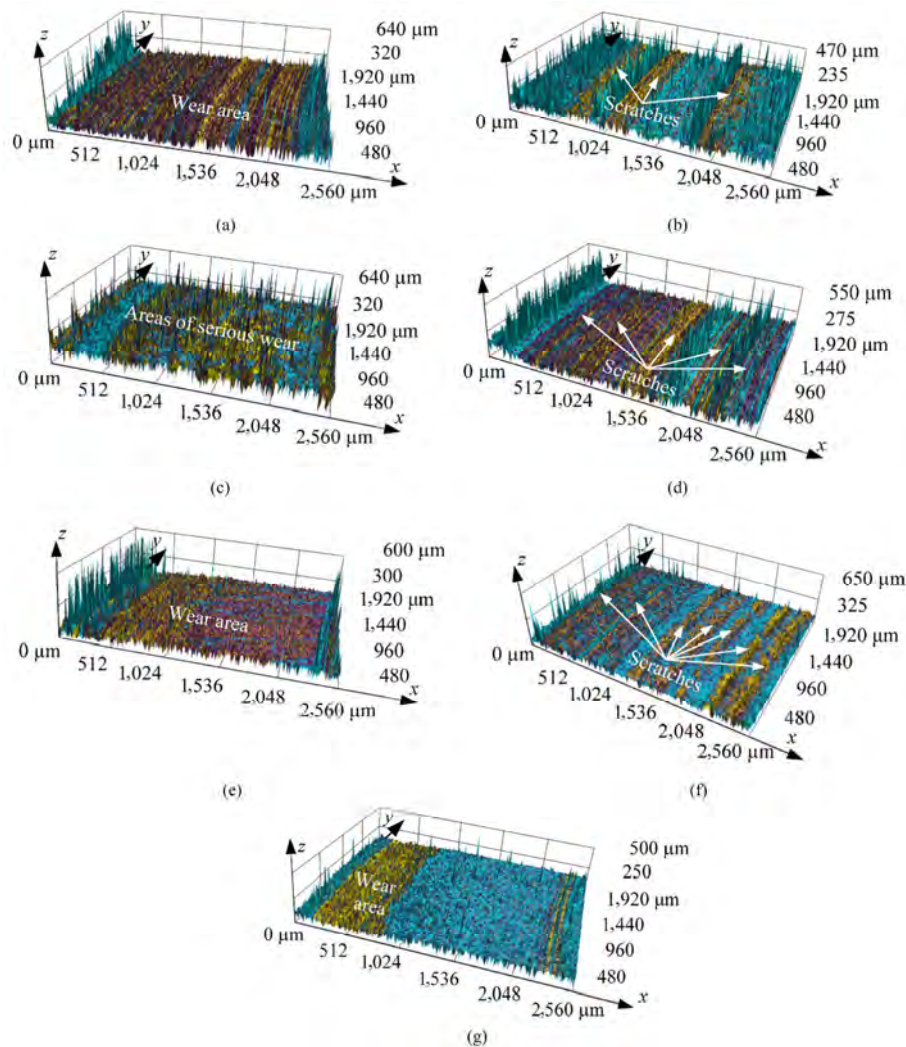 z
y
640 μm
320
1,920 μm
1,440
960
480
Wear area
0 μm
512
1,024
1,536
2,048
2,560 μm
x
(a)
z
y
470 μm
235
1,920 μm
1,440
960
480
Scratches
0 μm
512
1,024
1,536
2,048
2,560 μm
x
(b)
z
y
640 μm
320
1,920 μm
1,440
960
480
Areas of serious wear
0 μm
512
1,024
1,536
2,048
2,560 μm
x
(c)
z
y
550 μm
275
1,920 μm
1,440
960
480
Scratches
0 μm
512
1,024
1,536
2,048
2,560 μm
x
(d)
z
y
600 μm
300
1,920 μm
1,440
960
480
Wear area
0 μm
512
1,024
1,536
2,048
2,560 μm
x
(e)
z
y
650 μm
325
1,920 μm
1,440
960
480
Scratches
0 μm
512
1,024
1,536
2,048
2,560 μm
x
(f)
z
y
500 μm
250
1,920 μm
1,440
960
480
Wear
area
0 μm
512
1,024
1,536
2,048
2,560 μm
x
(g)